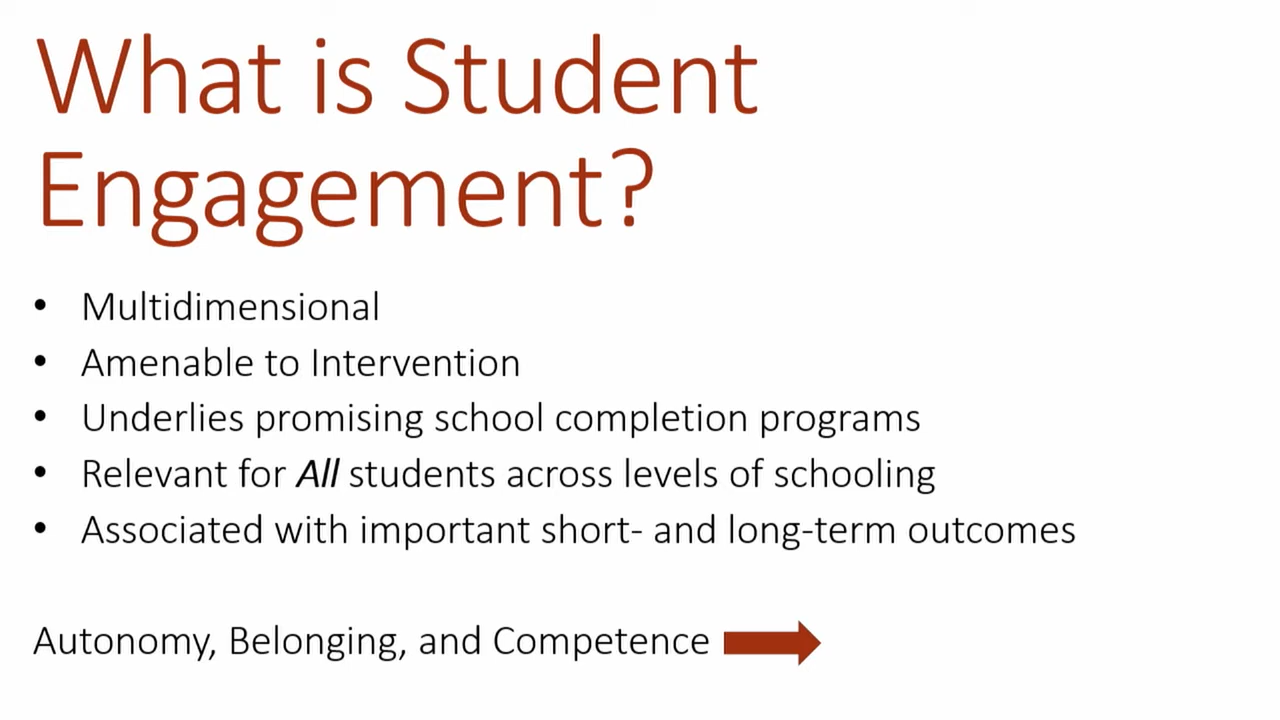 What is Student
Engagement?
• Multidimensional
• Amenable to Intervention
• Underlies promising school completion programs
• Relevant for All students across levels of schooling
• Associated with important short- and long-term outcomes
Autonomy, Belonging, and Competence